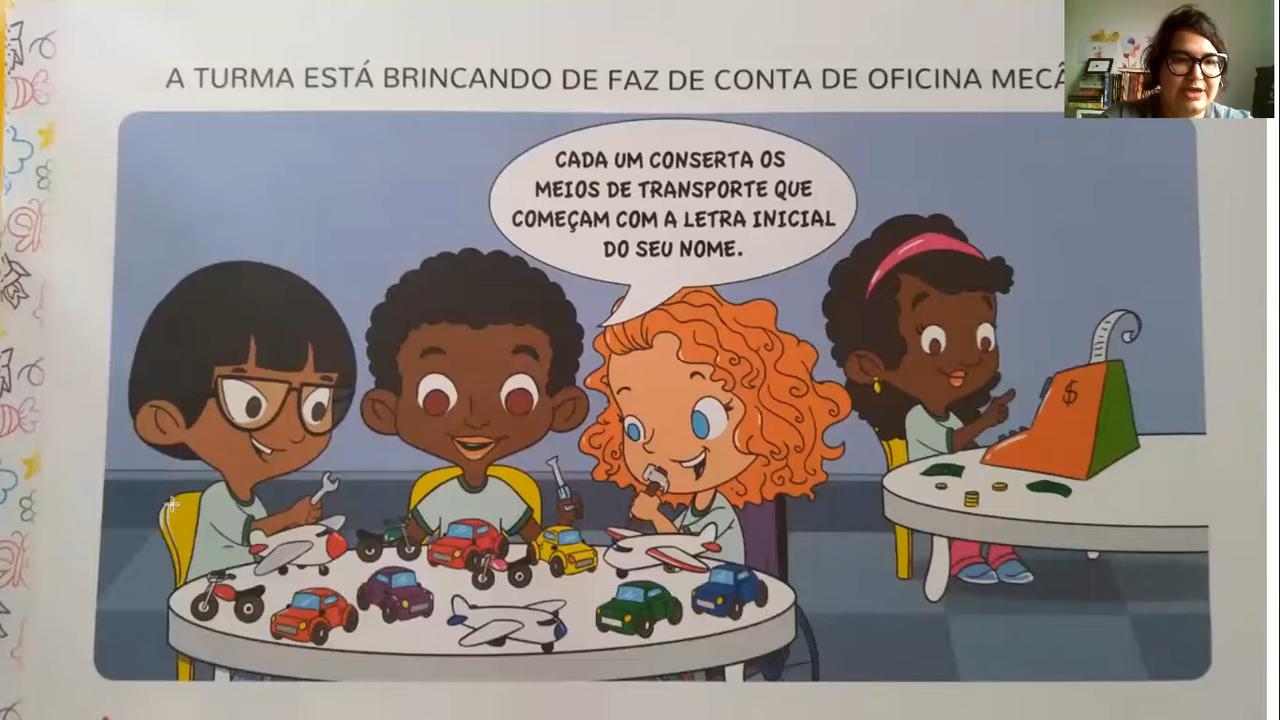 A TURMA ESTÁ BRINCANDO DE FAZ DE CONTA DE OFICINA
CADA UM CONSERTA OS
MEIOS DE TRANSPORTE QUE
COMEÇAM COM A LETRA INICIAL
DO SEU NOME.
$